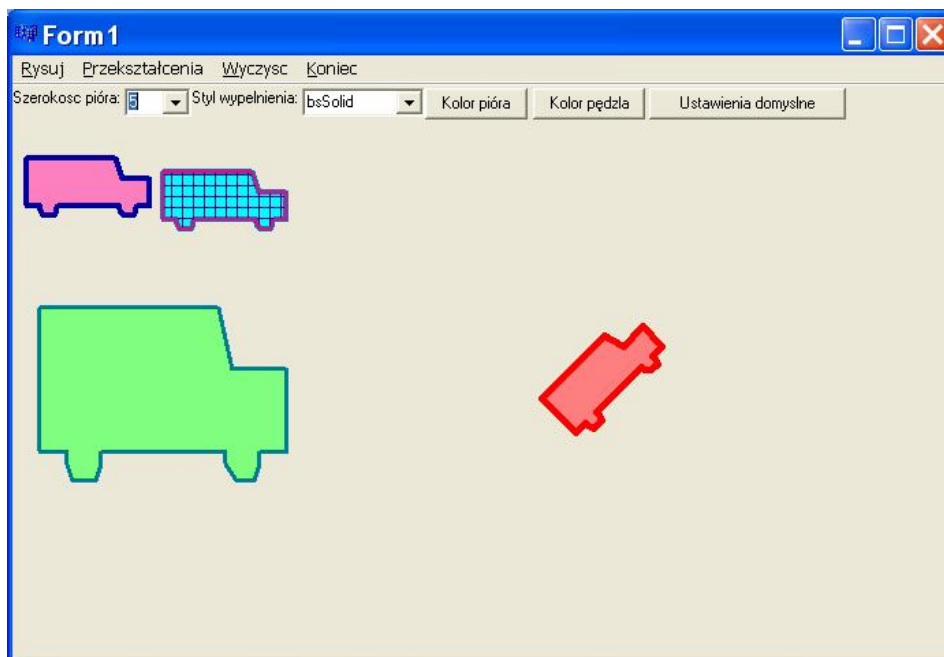 Form1
Rysuj Przekształcenia Wyczysc Koniec
Szerokosc pióra: 5 Styl wypelnienia: bsSolid Kolor pióra Kolor pędzla Ustawienia domyslne